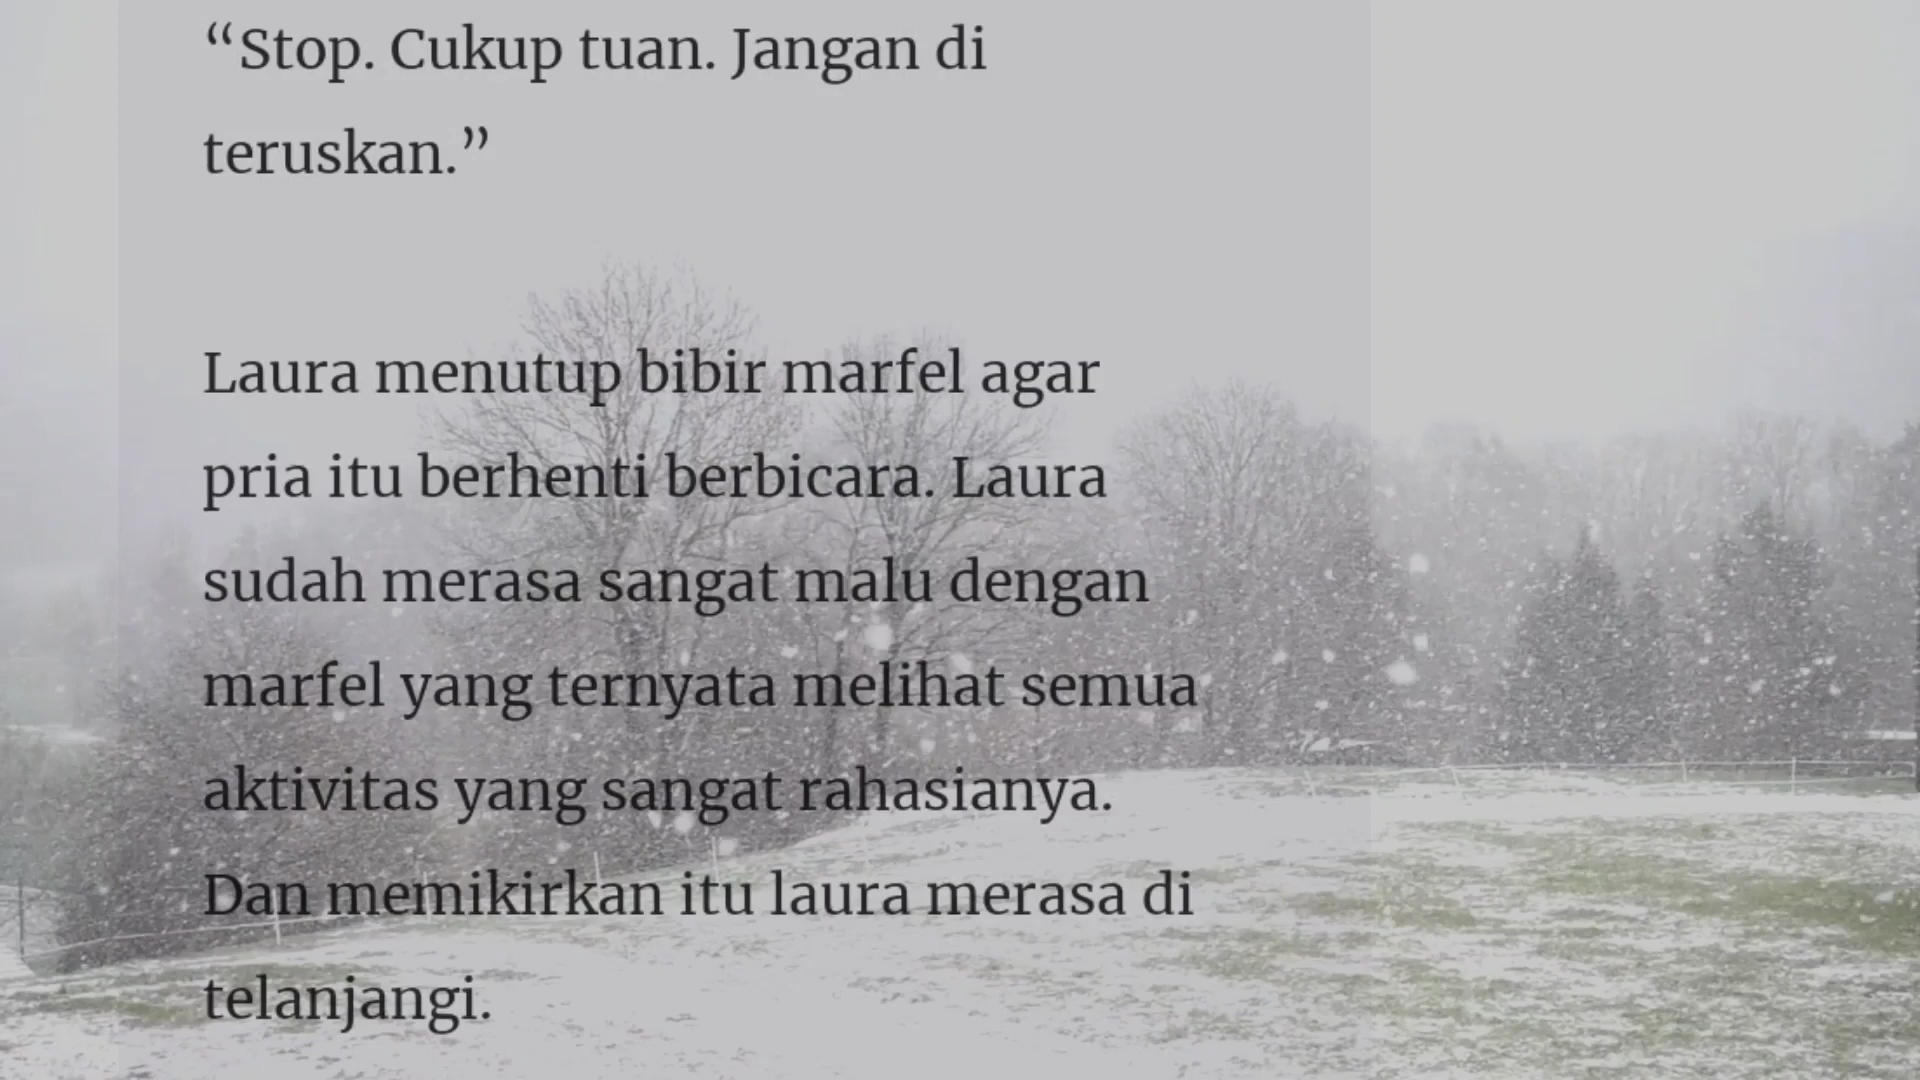 “Stop. Cukup tuan. Jangan di
teruskan.”
Laura menutup bibir marfel agar
pria itu berhenti berbicara. Laura
sudah merasa sangat malu dengan
marfel yang ternyata melihat semua
aktivitas yang sangat rahasianya.
Dan memikirkan itu laura merasa di
telanjangi.